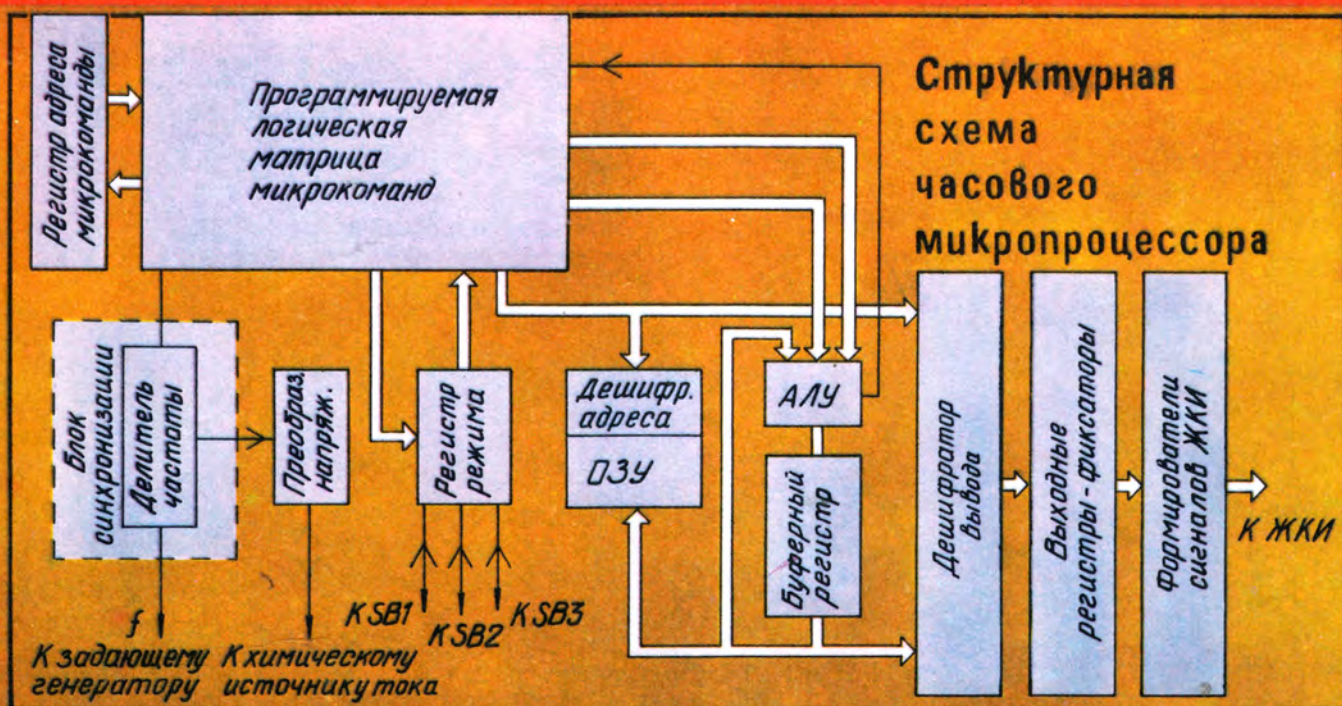 Структурная
схема
часового
микропроцессора
Регистр адреса
микрокоманды
Программируемая
логическая
матрица
микрокоманд
Блок
синхронизации
Делитель
частоты
Преобраз.
напряж.
Регистр
режима
Дешифр.
адреса
ОЗУ
АЛУ
Буферный
регистр
Дешифратор
вывода
Выходные
регистры-фиксаторы
Формирователи
сигналов ЖКИ
К ЖКИ
f
К задающему
генератору
К химическому
источнику тока
К SB1
К SB2
К SB3